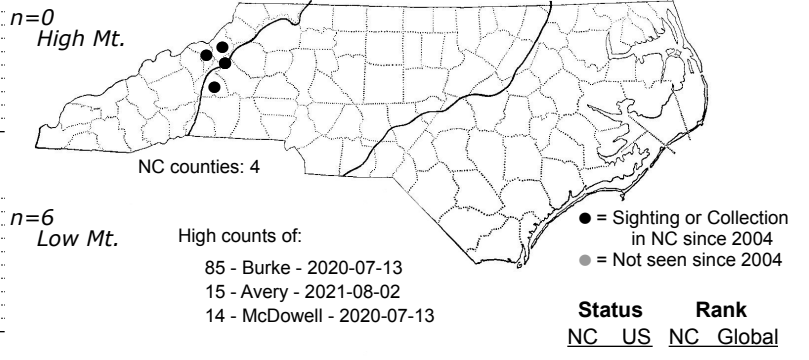 n=0
High Mt.
NC counties: 4
n=6
Low Mt.
High counts of:
85 - Burke - 2020-07-13
15 - Avery - 2021-08-02
14 - McDowell - 2020-07-13
● = Sighting or Collection
in NC since 2004
● = Not seen since 2004
Status Rank
NC US NC Global